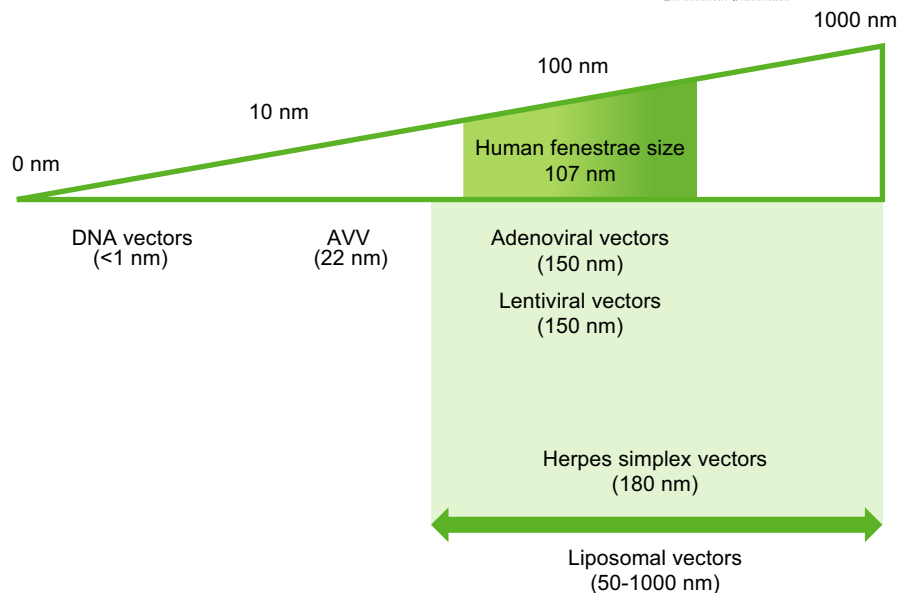 1000 nm
100 nm
10 nm
0 nm
Human fenestrae size
107 nm
DNA vectors
(<1 nm)
AVV
(22 nm)
Adenoviral vectors
(150 nm)
Lentiviral vectors
(150 nm)
Herpes simplex vectors
(180 nm)
Liposomal vectors
(50-1000 nm)